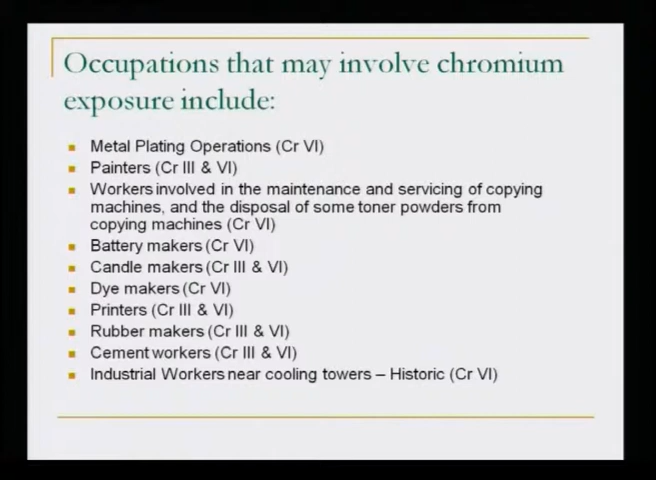 Occupations that may involve chromium
exposure include:
Metal Plating Operations (Cr VI)
Painters (Cr III & VI)
Workers involved in the maintenance and servicing of copying
machines, and the disposal of some toner powders from
copying machines (Cr VI)
Battery makers (Cr VI)
Candle makers (Cr III & VI)
Dye makers (Cr VI)
Printers (Cr III & VI)
Rubber makers (Cr III & VI)
Cement workers (Cr III & VI)
Industrial Workers near cooling towers – Historic (Cr VI)